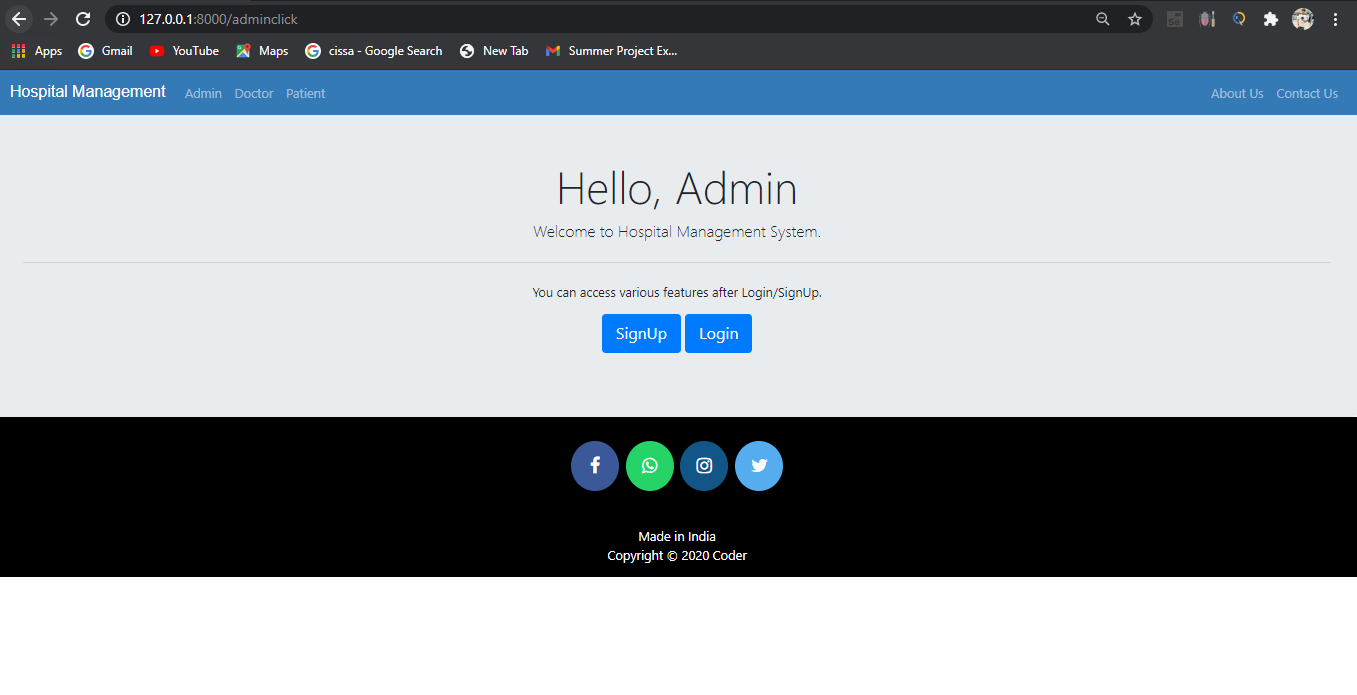 127.0.0.1:8000/adminclick
Apps Gmail YouTube Maps cissa - Google Search New Tab Summer Project Ex...
Hospital Management Admin Doctor Patient About Us Contact Us
Hello, Admin
Welcome to Hospital Management System.
You can access various features after Login/SignUp.
SignUp Login
Made in India
Copyright © 2020 Coder